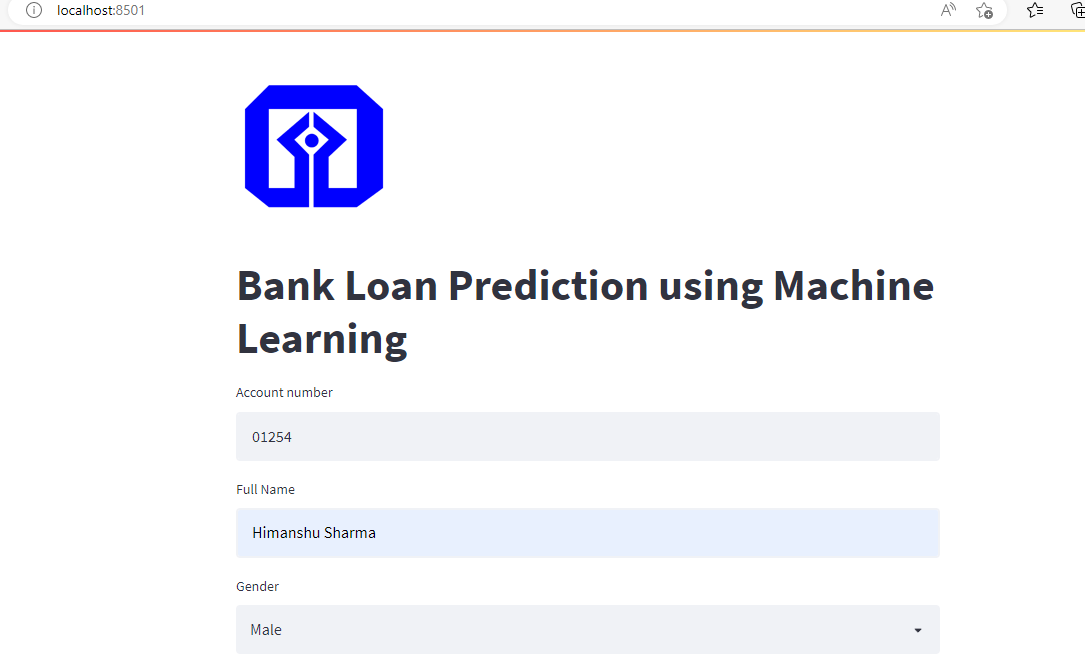 localhost:8501
Bank Loan Prediction using Machine
Learning
Account number
01254
Full Name
Himanshu Sharma
Gender
Male